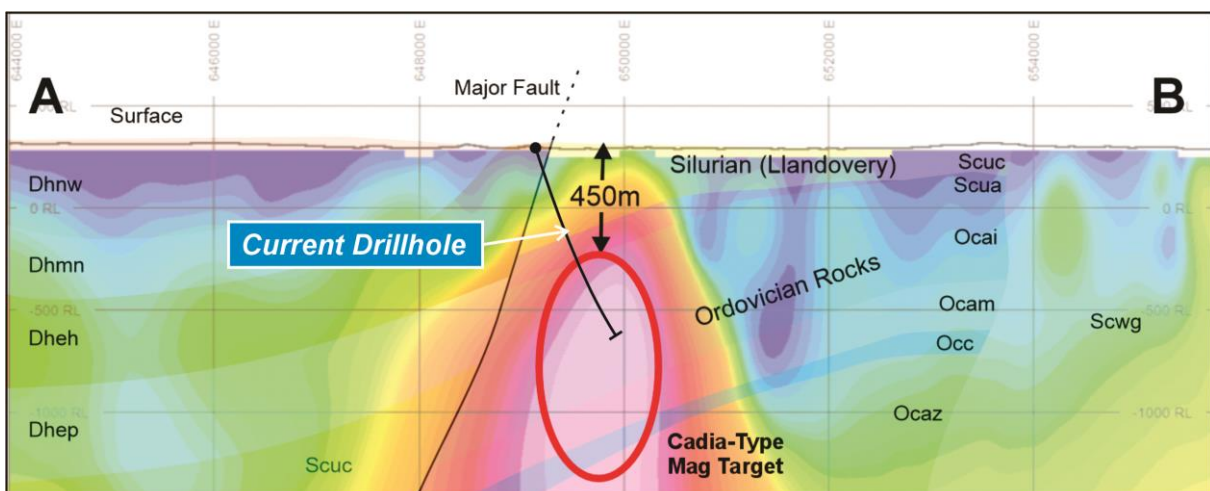 644000 E
646000 E
648000 E
650000 E
652000 E
654000 E
A
Major Fault
B
Surface
Silurian (Llandovery)
Scuc
Scua
Dhnw
450m
0 RL
0 RL
Current Drillhole
Ocai
Dhmn
Ordovician Rocks
Ocam
-500 RL
-500 RL
Scwg
Dheh
Occ
-1000 RL
-1000 RL
Ocaz
Dhep
Cadia-Type
Mag Target
Scuc